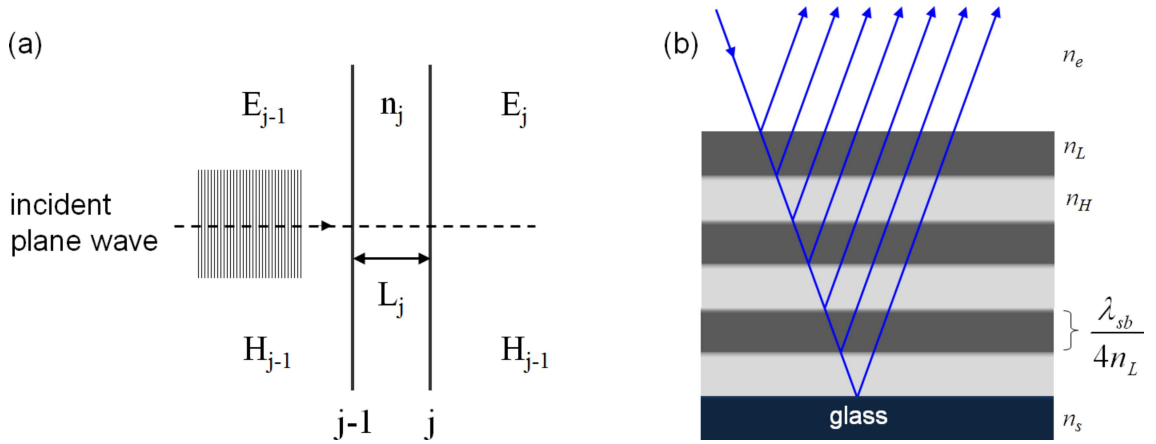 (a)
E_{j-1}
n_j
E_j
incident
plane wave
L_j
H_{j-1}
H_{j-1}
j-1
j
(b)
n_e
n_L
n_H
λ_{sb}
4n_L
glass
n_s